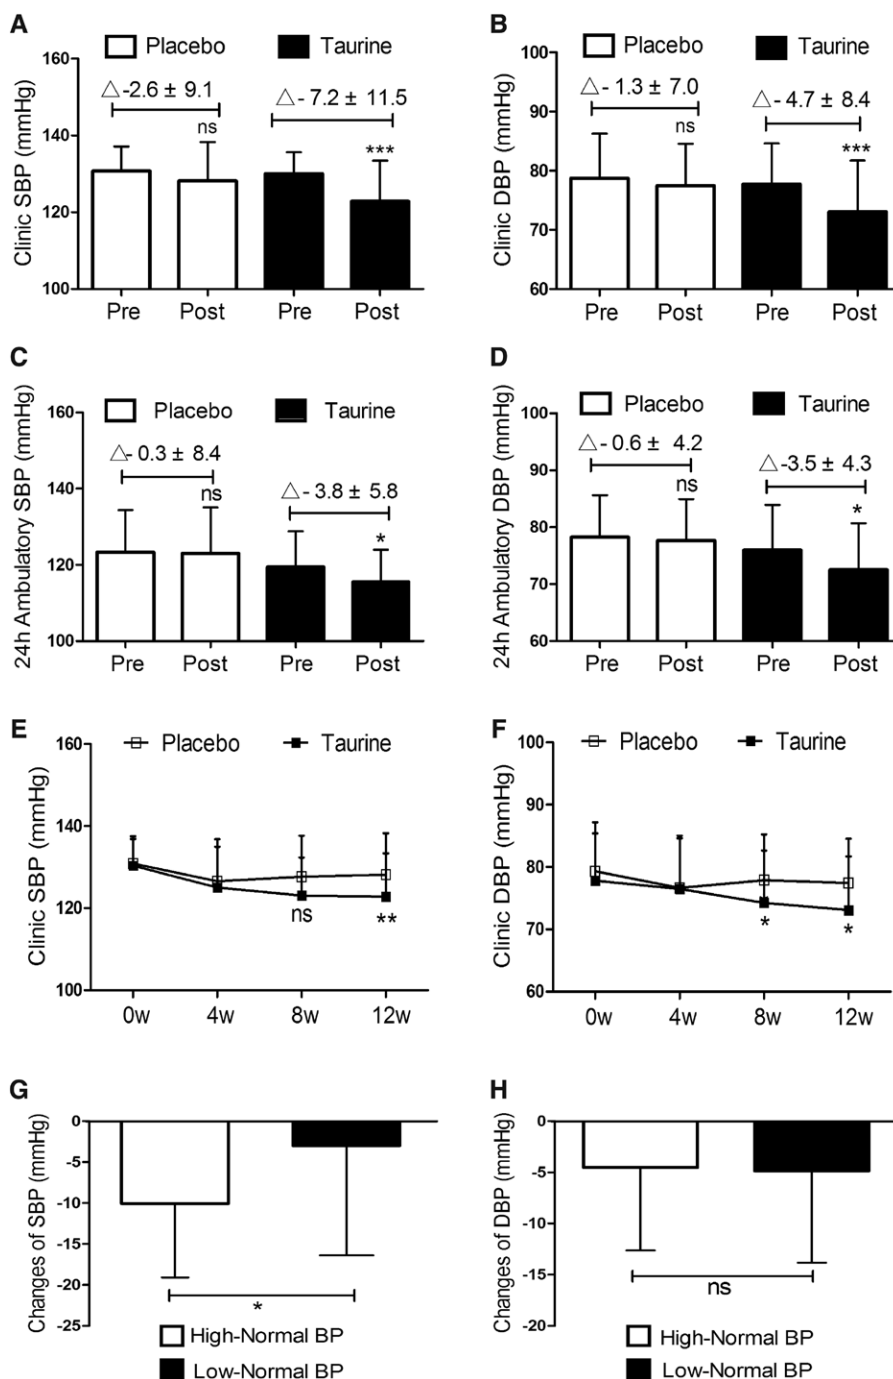 A
Placebo
Taurine
Clinic SBP (mmHg)
160
140
120
100
△-2.6 ± 9.1
△- 7.2 ± 11.5
ns
***
Pre
Post
Pre
Post
B
Placebo
Taurine
Clinic DBP (mmHg)
100
90
80
70
60
△- 1.3 ± 7.0
△- 4.7 ± 8.4
ns
***
Pre
Post
Pre
Post
C
Placebo
Taurine
24h Ambulatory SBP (mmHg)
160
140
120
100
△- 0.3 ± 8.4
△- 3.8 ± 5.8
ns
*
Pre
Post
Pre
Post
D
Placebo
Taurine
24h Ambulatory DBP (mmHg)
100
90
80
70
60
△- 0.6 ± 4.2
△-3.5 ± 4.3
ns
*
Pre
Post
Pre
Post
E
Placebo
Taurine
Clinic SBP (mmHg)
160
140
120
100
ns
**
0w
4w
8w
12w
F
Placebo
Taurine
Clinic DBP (mmHg)
100
90
80
70
60
*
*
0w
4w
8w
12w
G
Changes of SBP (mmHg)
0
-5
-10
-15
-20
-25
*
High-Normal BP
Low-Normal BP
H
Changes of DBP (mmHg)
0
-5
-10
-15
-20
ns
High-Normal BP
Low-Normal BP